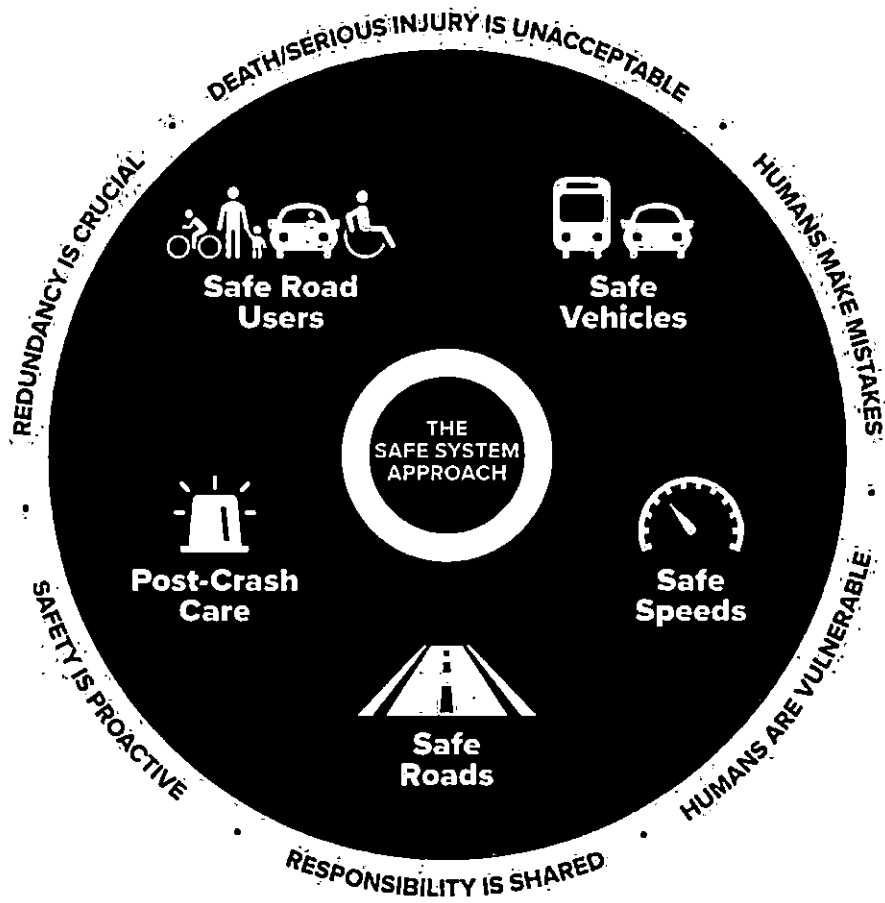 DEATH/SERIOUS INJURY IS UNACCEPTABLE
HUMANS MAKE MISTAKES
HUMANS ARE VULNERABLE
RESPONSIBILITY IS SHARED
SAFETY IS PROACTIVE
REDUNDANCY IS CRUCIAL
Safe Road
Users
Safe
Vehicles
THE
SAFE SYSTEM
APPROACH
Post-Crash
Care
Safe
Speeds
Safe
Roads